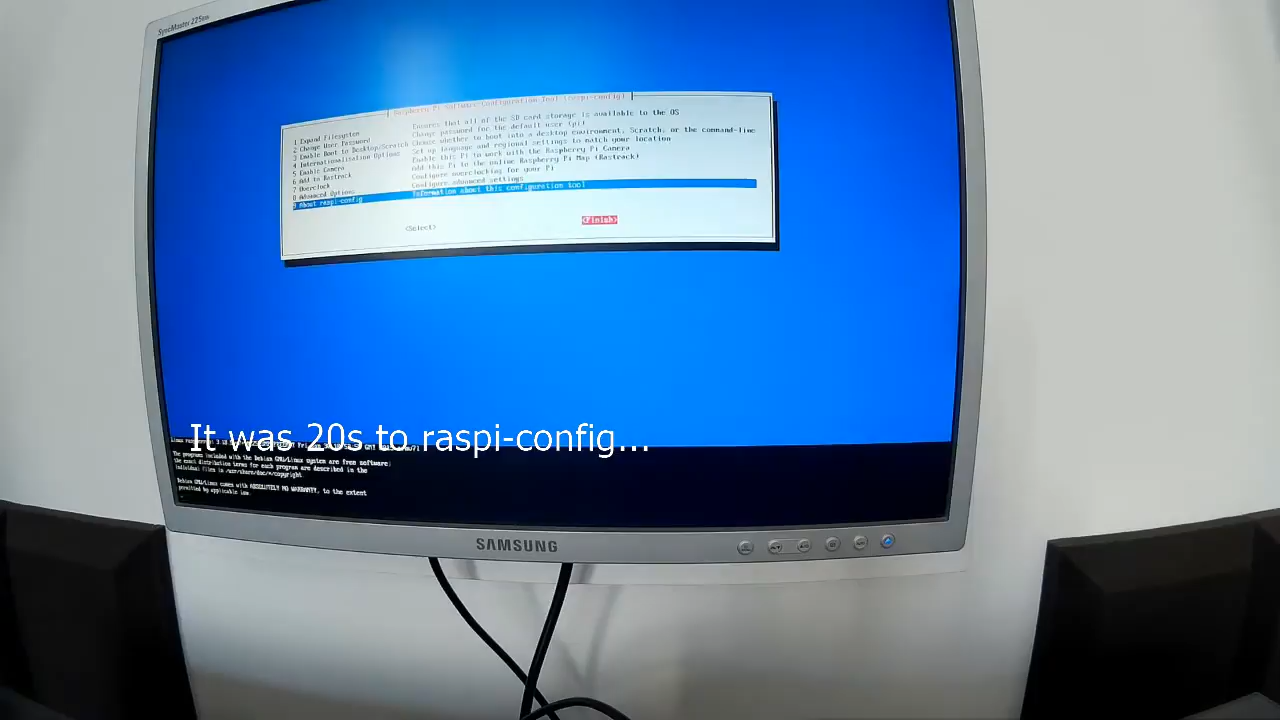 SyncMaster 225
Raspberry Pi Software Configuration Tool (raspi-config)
1 Expand Filesystem Ensures that all of the SD card storage is available to the OS
2 Change User Password Change password for the default user (pi)
3 Enable Boot to Desktop/Scratch Choose whether to boot into a desktop environment, Scratch, or the command-line
4 Internationalisation Options Set up language and regional settings to match your location
5 Enable Camera Enable this Pi to work with the Raspberry Pi Camera
6 Add to Rastrack Add this Pi to the online Raspberry Pi Map (Rastrack)
7 Overclock Configure overclocking for your Pi
8 Advanced Options Configure advanced settings
9 About raspi-config Information about this configuration tool
<Select> <Finish>
It was 20s to raspi-config...
Linux raspberrypi
The programs included with the Debian GNU/Linux system are free software;
the exact distribution terms for each program are described in the
individual files in /usr/share/doc/*/copyright
Debian GNU/Linux comes with ABSOLUTELY NO WARRANTY, to the extent
permitted by applicable law
SAMSUNG